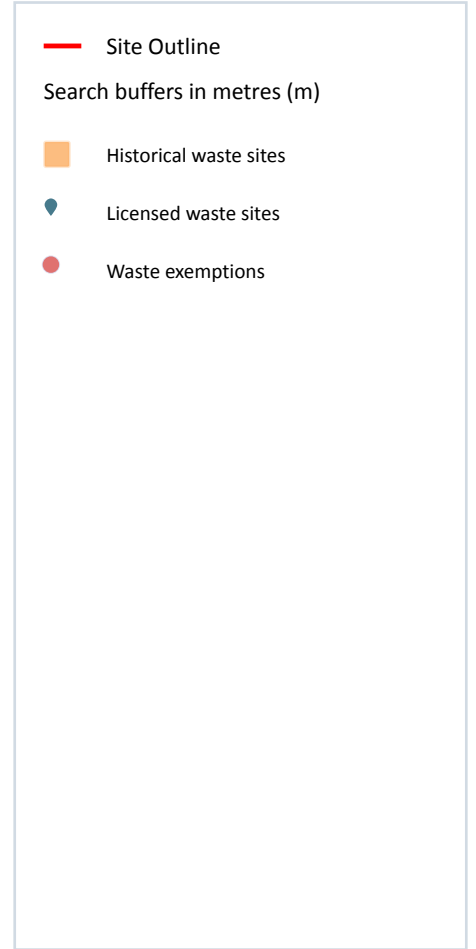 Site Outline
Search buffers in metres (m)
Historical waste sites
Licensed waste sites
Waste exemptions